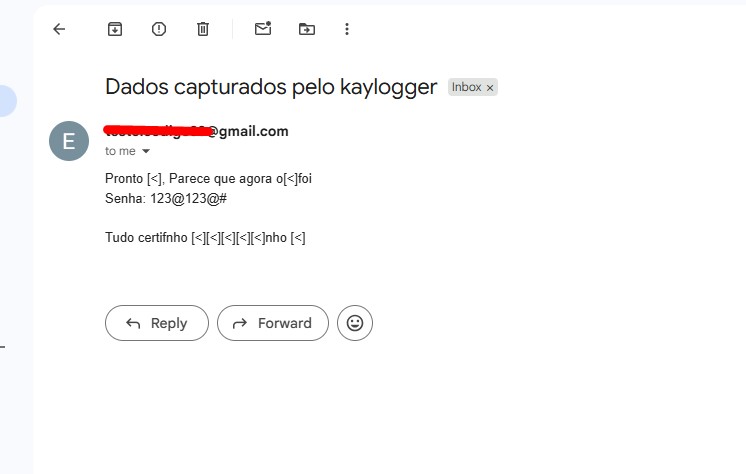 Dados capturados pelo kaylogger Inbox ×
@gmail.com
to me
Pronto [<], Parece que agora o[<]foi
Senha: 123@123@#
Tudo certifnho [<][<][<][<][<]nho [<]
Reply Forward
E